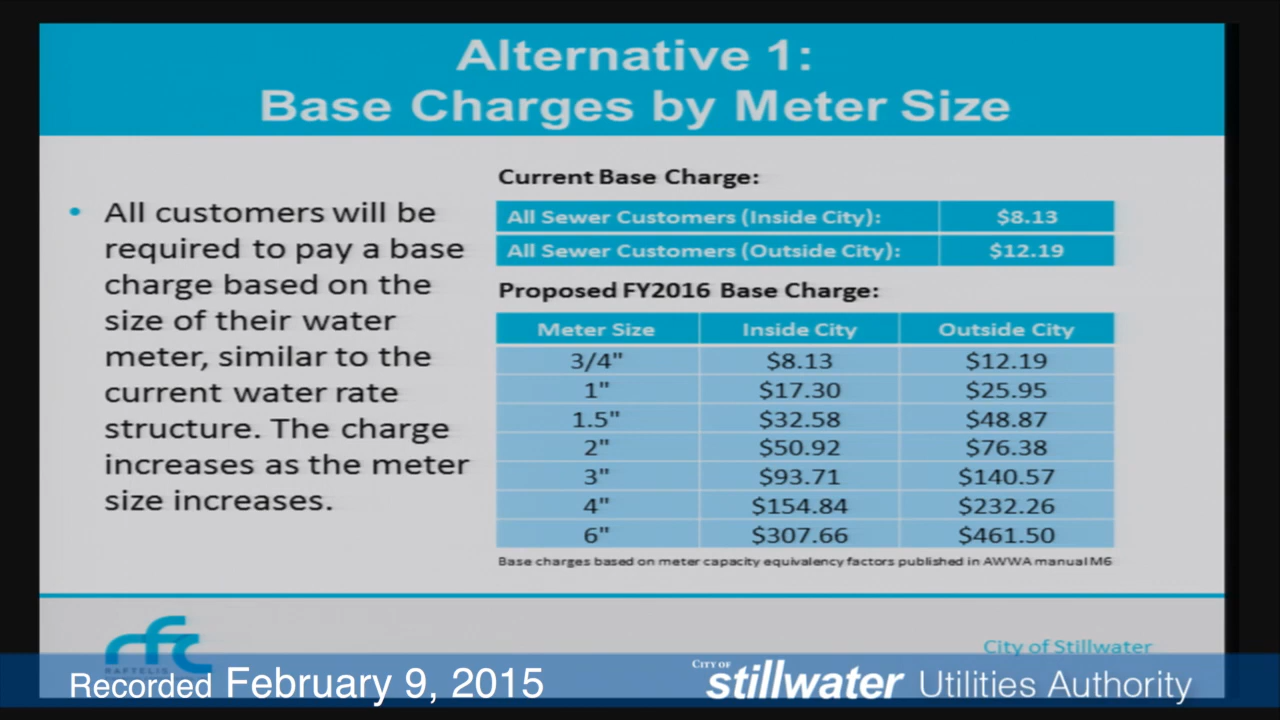 Alternative 1:
Base Charges by Meter Size
• All customers will be
required to pay a base
charge based on the
size of their water
meter, similar to the
current water rate
structure. The charge
increases as the meter
size increases.
Current Base Charge:
All Sewer Customers (Inside City): $8.13
All Sewer Customers (Outside City): $12.19
Proposed FY2016 Base Charge:
Meter Size Inside City Outside City
3/4" $8.13 $12.19
1" $17.30 $25.95
1.5" $32.58 $48.87
2" $50.92 $76.38
3" $93.71 $140.57
4" $154.84 $232.26
6" $307.66 $461.50
Base charges based on meter capacity equivalency factors published in AWWA manual M6
rfc
RAFTELIS
City of Stillwater
Recorded February 9, 2015
CITY OF
stillwater Utilities Authority